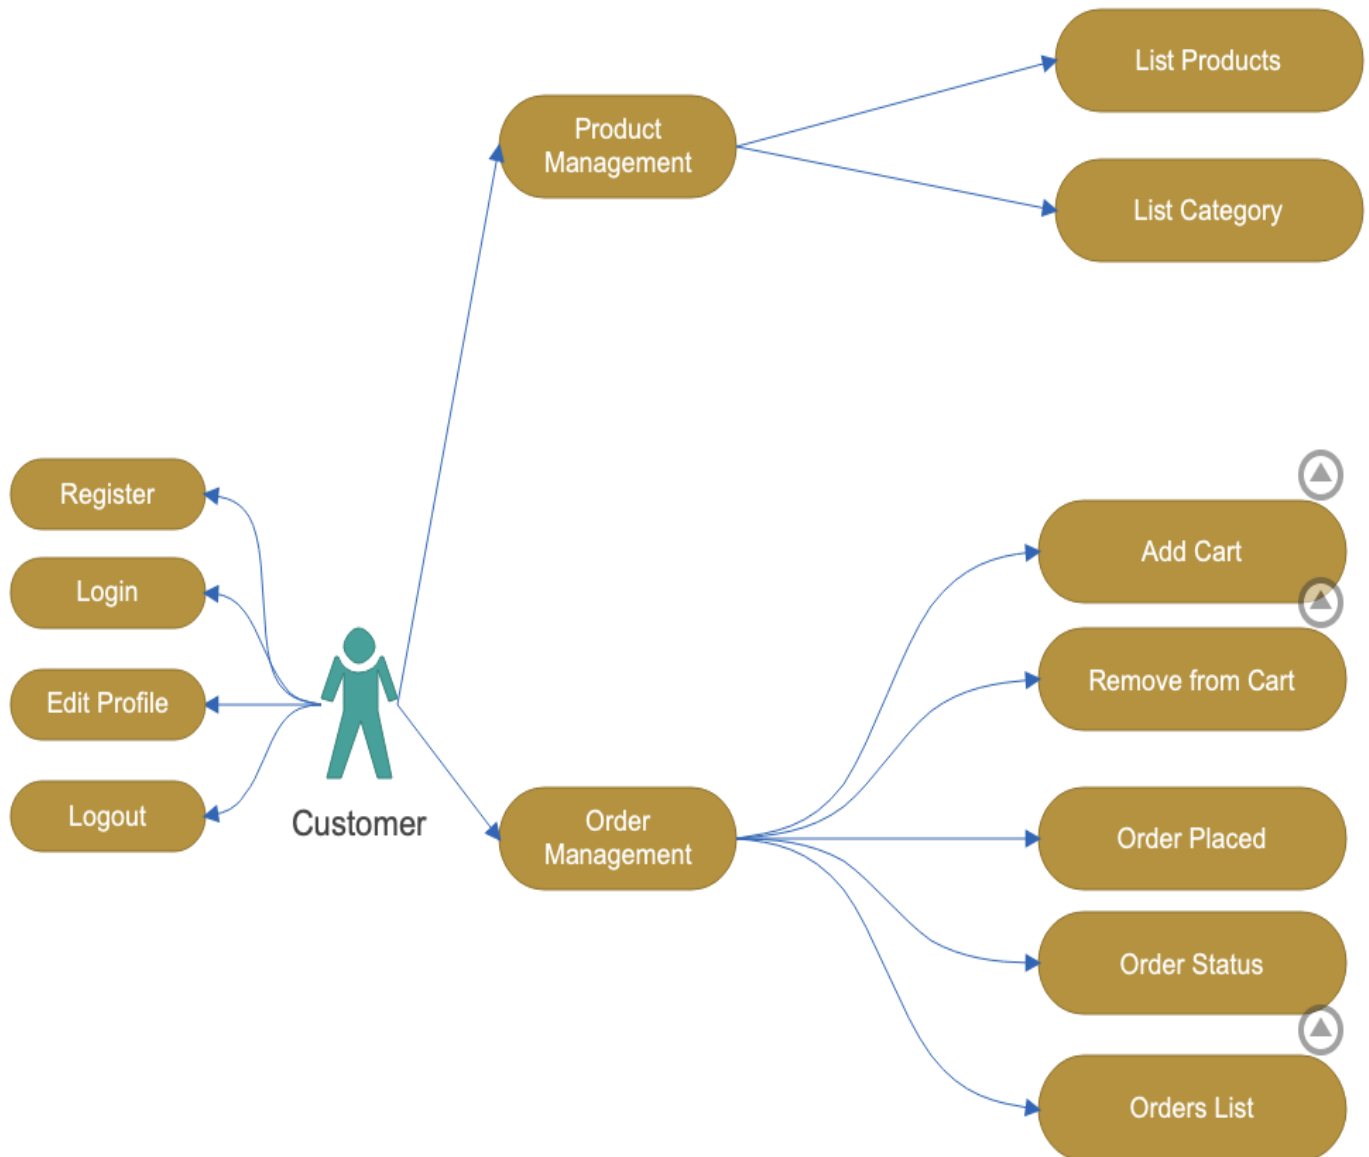 List Products
Product
Management
List Category
Register
Login
Edit Profile
Logout
Customer
Add Cart
Remove from Cart
Order
Management
Order Placed
Order Status
Orders List